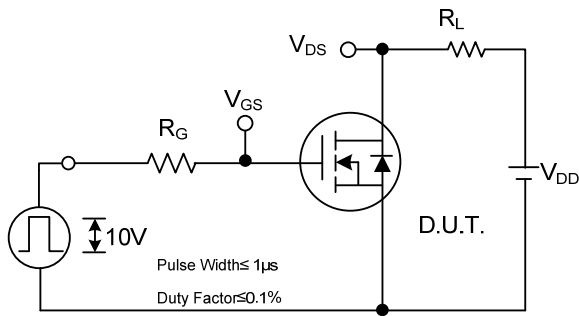 R_L
V_DS
V_GS
R_G
V_DD
10V
D.U.T.
Pulse Width≤ 1μs
Duty Factor≤0.1%